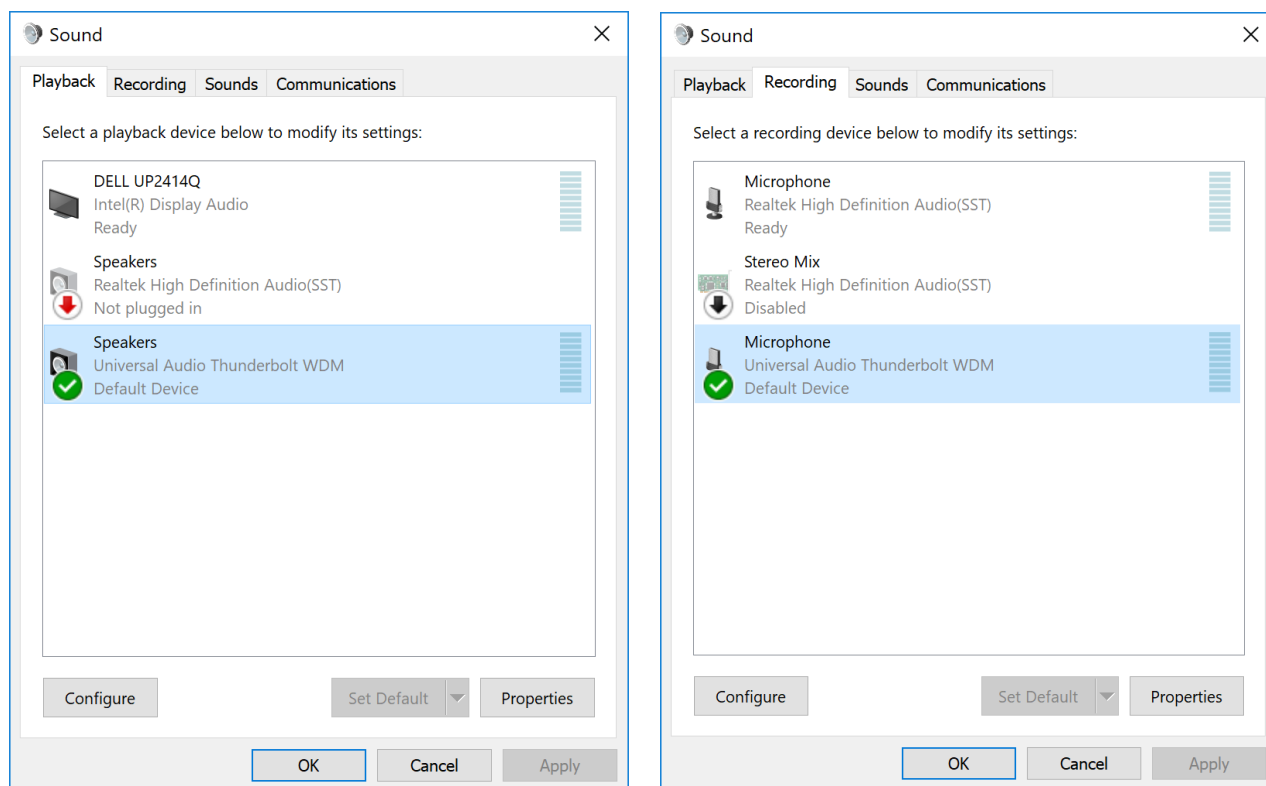 Sound
Playback Recording Sounds Communications
Select a playback device below to modify its settings:
DELL UP2414Q
Intel(R) Display Audio
Ready
Speakers
Realtek High Definition Audio(SST)
Not plugged in
Speakers
Universal Audio Thunderbolt WDM
Default Device
Configure Set Default Properties
OK Cancel Apply
Sound
Playback Recording Sounds Communications
Select a recording device below to modify its settings:
Microphone
Realtek High Definition Audio(SST)
Ready
Stereo Mix
Realtek High Definition Audio(SST)
Disabled
Microphone
Universal Audio Thunderbolt WDM
Default Device
Configure Set Default Properties
OK Cancel Apply